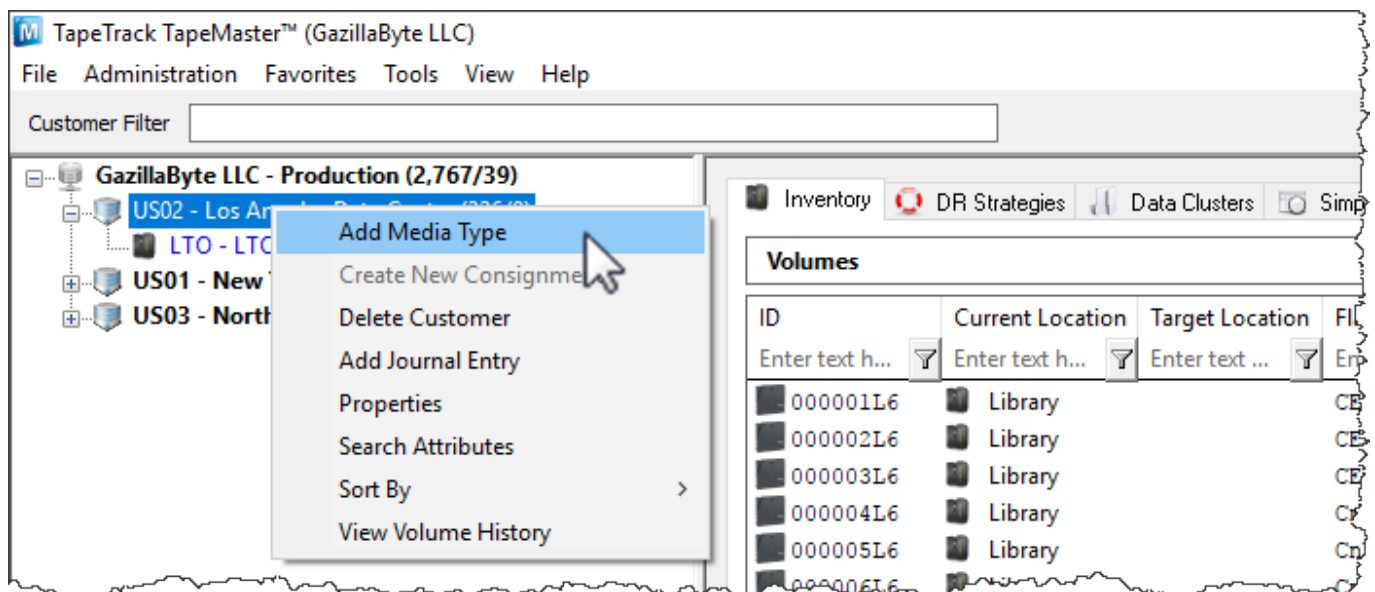 TapeTrack TapeMaster™ (GazillaByte LLC)
File Administration Favorites Tools View Help
Customer Filter
GazillaByte LLC - Production (2,767/39)
US02 - Los
LTO - LTO
US01 - New
US03 - North
Add Media Type
Create New Consignme
Delete Customer
Add Journal Entry
Properties
Search Attributes
Sort By
View Volume History
Inventory DR Strategies Data Clusters Simp
Volumes
ID Current Location Target Location
Enter text h... Enter text h... Enter text ...
000001L6 Library
000002L6 Library
000003L6 Library
000004L6 Library
000005L6 Library